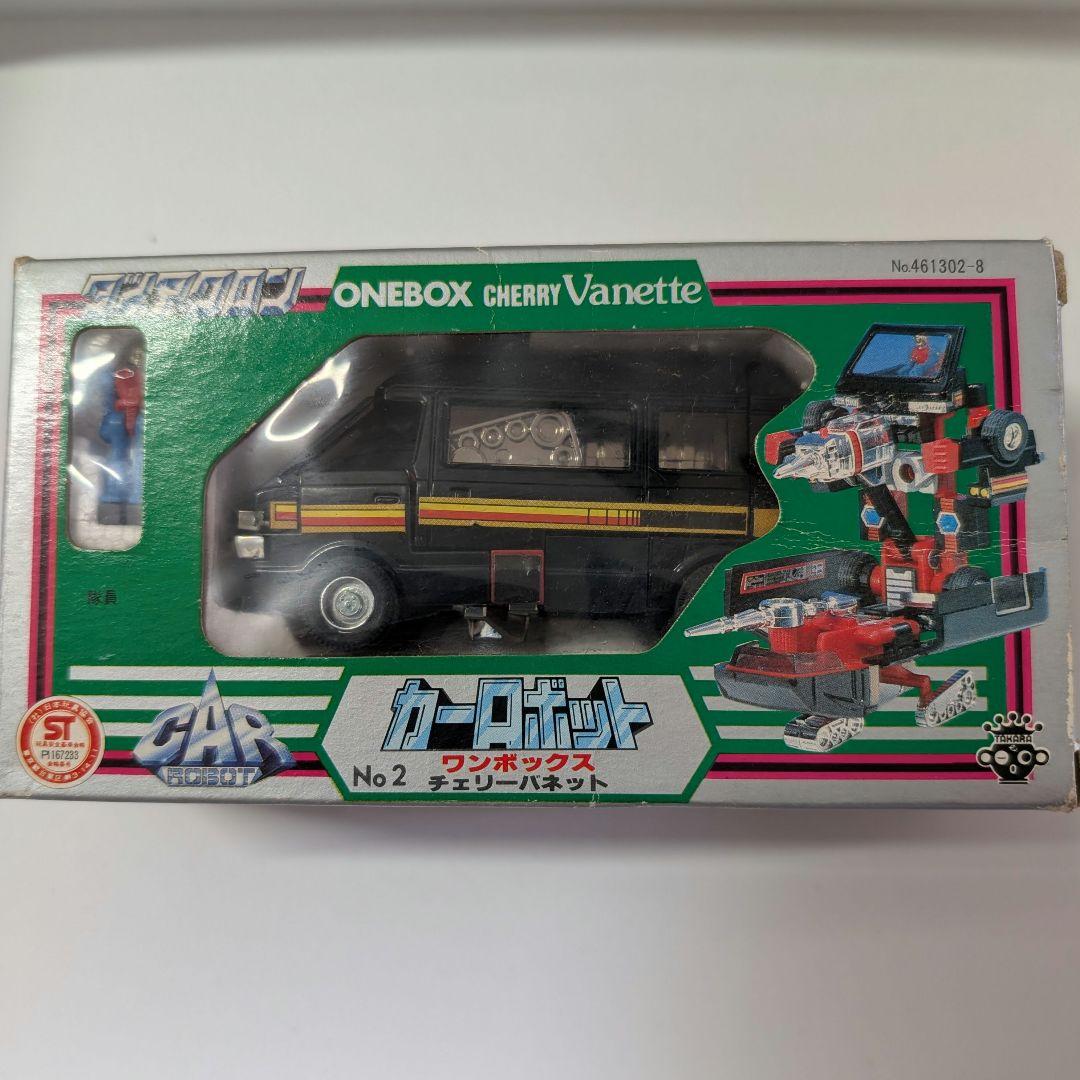 ダイアクロン
ONEBOX CHERRY Vanette
No.461302-8
隊員
ST
P1167233
CAR
ROBOT
カーロボット
No2
ワンボックス
チェリーバネット
TAKARA